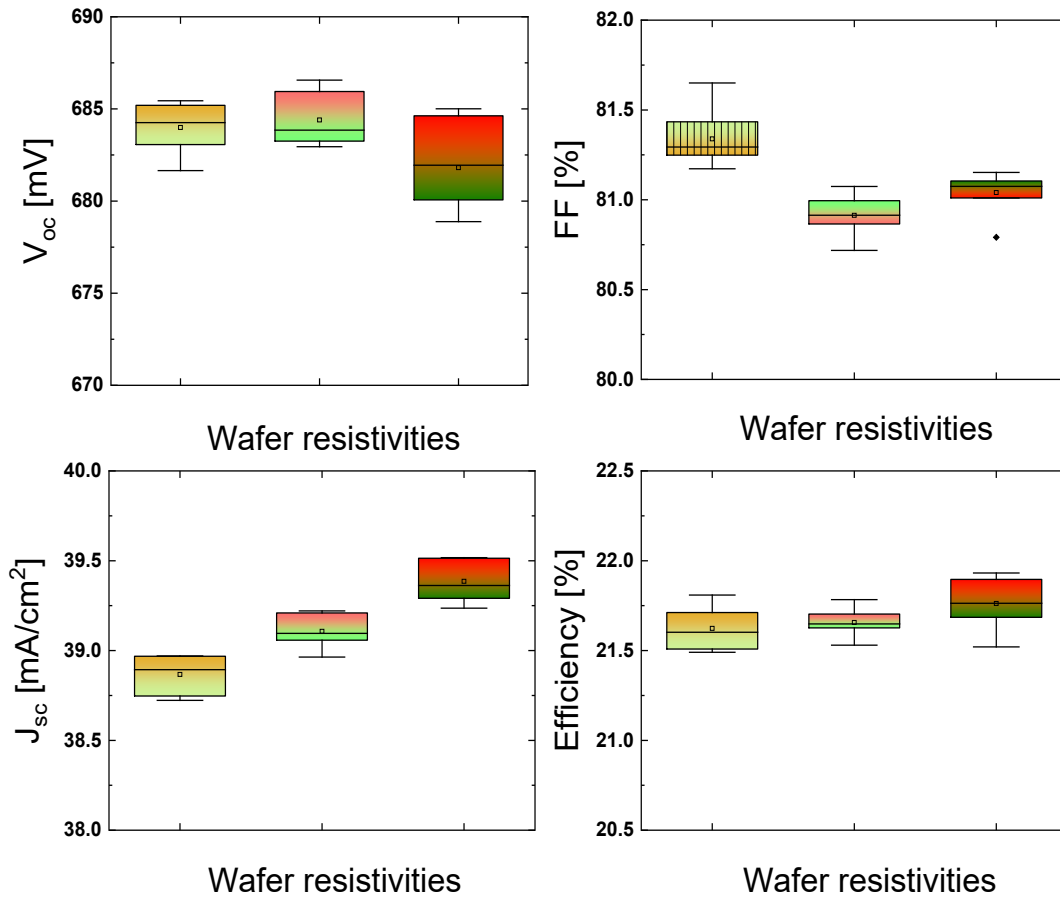 690
685
680
675
670
V_oc [mV]
Wafer resistivities
82.0
81.5
81.0
80.5
80.0
FF [%]
Wafer resistivities
40.0
39.5
39.0
38.5
38.0
J_sc [mA/cm²]
Wafer resistivities
22.5
22.0
21.5
21.0
20.5
Efficiency [%]
Wafer resistivities